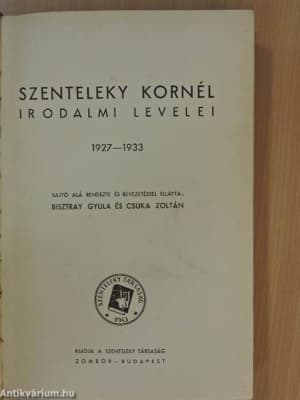 SZENTELEKY KORNÉL
IRODALMI LEVELEI
1927—1933
SAJTÓ ALÁ RENDEZTE ÉS BEVEZETÉSSEL ELLÁTTA:
BISZTRAY GYULA ÉS CSUKA ZOLTÁN
SZENTELEKY TÁRSASÁG
1943
KIADJA A SZENTELEKY TÁRSASÁG
ZOMBOR—BUDAPEST
Antikvárium.hu